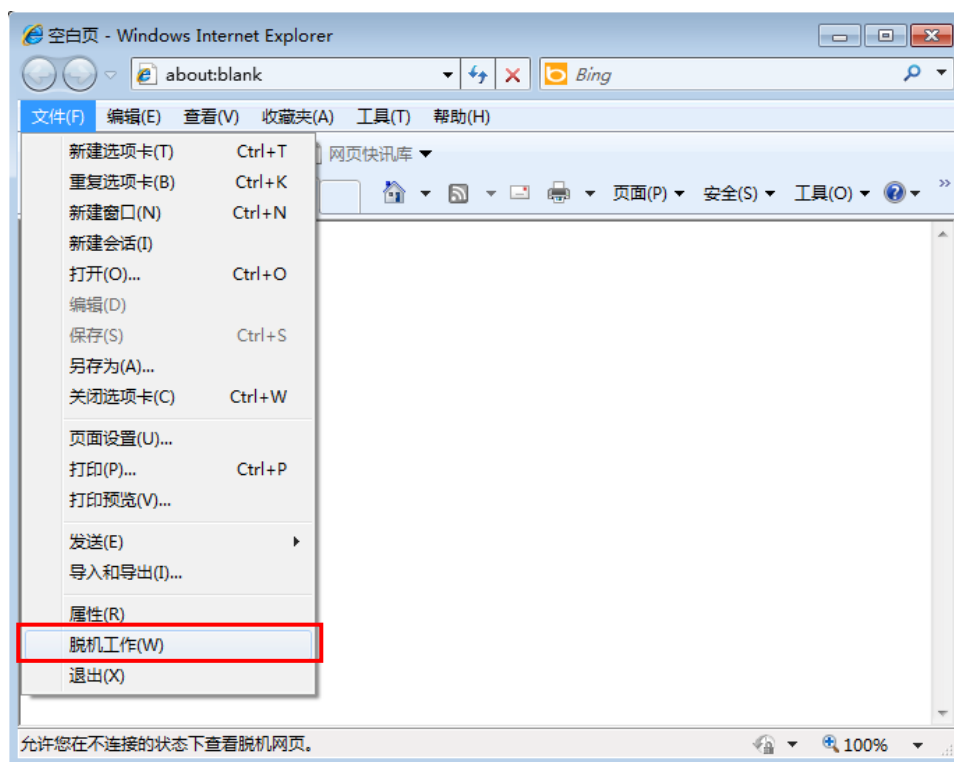 空白页 - Windows Internet Explorer
about:blank
Bing
文件(F) 编辑(E) 查看(V) 收藏夹(A) 工具(T) 帮助(H)
网页快讯库
页面(P) 安全(S) 工具(O)
新建选项卡(T) Ctrl+T
重复选项卡(B) Ctrl+K
新建窗口(N) Ctrl+N
新建会话(I)
打开(O)... Ctrl+O
编辑(D)
保存(S) Ctrl+S
另存为(A)...
关闭选项卡(C) Ctrl+W
页面设置(U)...
打印(P)... Ctrl+P
打印预览(V)...
发送(E)
导入和导出(I)...
属性(R)
脱机工作(W)
退出(X)
允许您在不连接的状态下查看脱机网页。 100%